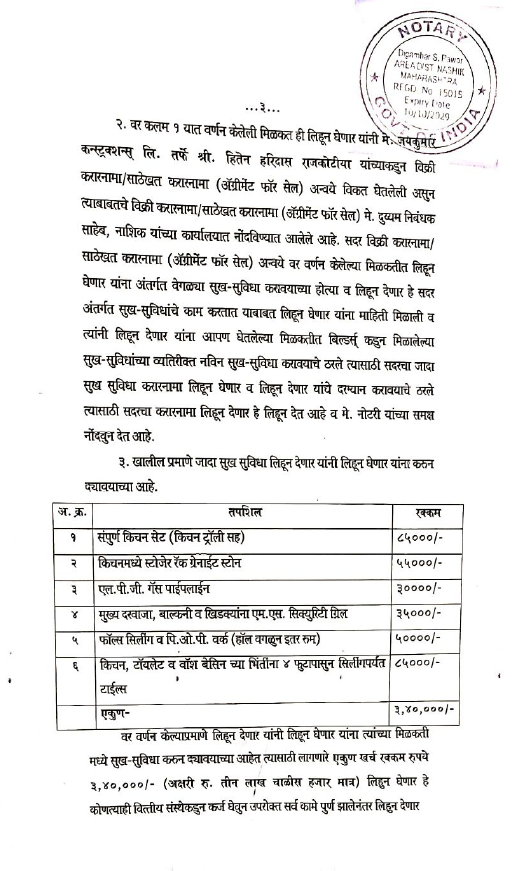 NOTARY
Digambar S. Pawar
AREA DIST NASHIK
MAHARASHTRA
REGD. No 15015
Expiry Date
10/10/2029
GOVT OF INDIA
...३...
२. वर कलम १ यात वर्णन केलेली मिळकत ही लिहून घेणार यांनी मे. जयकुमार
कन्स्ट्रक्शन्स् लि. तर्फे श्री. हितेन हरिदास राजकोटीया यांच्याकडुन विक्री
करारनामा/साठेखत करारनामा (ॲग्रीमेंट फॉर सेल) अन्वये विकत घेतलेली असुन
त्याबाबतचे विक्री करारनामा/साठेखत करारनामा (ॲग्रीमेंट फॉर सेल) मे. दुय्यम निबंधक
साहेब, नाशिक यांच्या कार्यालयात नोंदविण्यात आलेले आहे. सदर विक्री करारनामा/
साठेखत करारनामा (ॲग्रीमेंट फॉर सेल) अन्वये वर वर्णन केलेल्या मिळकतीत लिहून
घेणार यांना अंतर्गत वेगळ्या सुख-सुविधा करावयाच्या होत्या व लिहून देणार हे सदर
अंतर्गत सुख-सुविधांचे काम करतात याबाबत लिहून घेणार यांना माहिती मिळाली व
त्यांनी लिहून देणार यांना आपण घेतलेल्या मिळकतीत बिल्डर्स् कडुन मिळालेल्या
सुख-सुविधांच्या व्यतिरीक्त नविन सुख-सुविधा करावयाचे ठरले त्यासाठी सदरचा जादा
सुख सुविधा करारनामा लिहून घेणार व लिहून देणार यांचे दरम्यान करावयाचे ठरले
त्यासाठी सदरचा करारनामा लिहून देणार हे लिहून देत आहे व मे. नोटरी यांच्या समक्ष
नोंदवुन देत आहे.
३. खालील प्रमाणे जादा सुख सुविधा लिहून देणार यांनी लिहून घेणार यांना करुन
द्यावयाच्या आहे.
अ. क्र. तपशिल रक्कम
१ संपुर्ण किचन सेट (किचन ट्रॉली सह) ८५०००/-
२ किचनमध्ये स्टोजेर रॅक ग्रेनाईट स्टोन ५५०००/-
३ एल.पी.जी. गॅस पाईपलाईन ३००००/-
४ मुख्य दरवाजा, बाल्कनी व खिडक्यांना एम.एस. सिक्युरिटी ग्रिल ३५०००/-
५ फॉल्स सिलींग व पि.ओ.पी. वर्क (हॉल वगळुन इतर रुम) ५००००/-
६ किचन, टॉयलेट व वॉश बेसिन च्या भिंतींना ४ फुटापासुन सिलींगपर्यंत ८५०००/-
टाईल्स
एकुण- ३,४०,०००/-
वर वर्णन केल्याप्रमाणे लिहून देणार यांनी लिहून घेणार यांना त्यांच्या मिळकती
मध्ये सुख-सुविधा करुन द्यावयाच्या आहेत त्यासाठी लागणारे एकुण खर्च रक्कम रुपये
३,४०,०००/- (अक्षरी रु. तीन लाख चाळीस हजार मात्र) लिहून घेणार हे
कोणत्याही वित्तीय संस्थेकडुन कर्ज घेवुन उपरोक्त सर्व कामे पुर्ण झालेनंतर लिहुन देणार